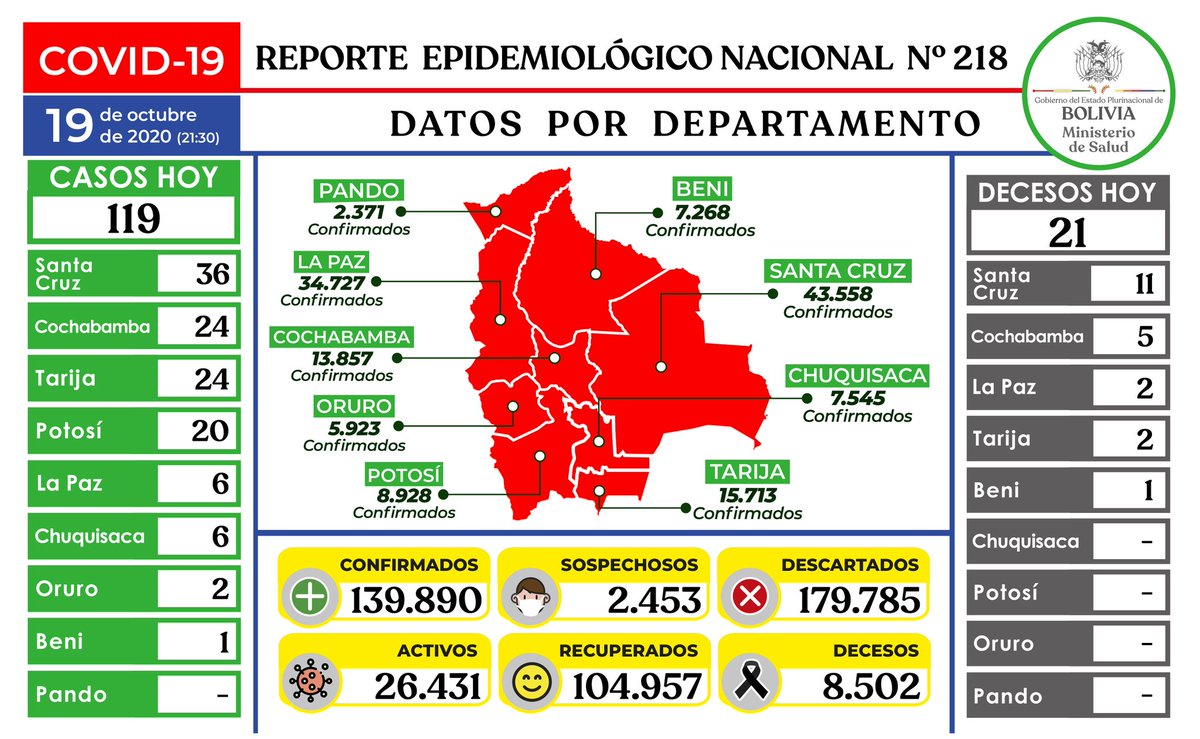 COVID-19
REPORTE EPIDEMIOLÓGICO NACIONAL Nº 218
19 de octubre
de 2020 (21:30)
DATOS POR DEPARTAMENTO
Gobierno del Estado Plurinacional de
BOLIVIA
Ministerio
de Salud
CASOS HOY
119
Santa
Cruz
36
Cochabamba 24
Tarija 24
Potosí 20
La Paz 6
Chuquisaca 6
Oruro 2
Beni 1
Pando -
PANDO
2.371
Confirmados
LA PAZ
34.727
Confirmados
COCHABAMBA
13.857
Confirmados
ORURO
5.923
Confirmados
POTOSÍ
8.928
Confirmados
BENI
7.268
Confirmados
SANTA CRUZ
43.558
Confirmados
CHUQUISACA
7.545
Confirmados
TARIJA
15.713
Confirmados
CONFIRMADOS
139.890
SOSPECHOSOS
2.453
DESCARTADOS
179.785
ACTIVOS
26.431
RECUPERADOS
104.957
DECESOS
8.502
DECESOS HOY
21
Santa
Cruz
11
Cochabamba 5
La Paz 2
Tarija 2
Beni 1
Chuquisaca -
Potosí -
Oruro -
Pando -